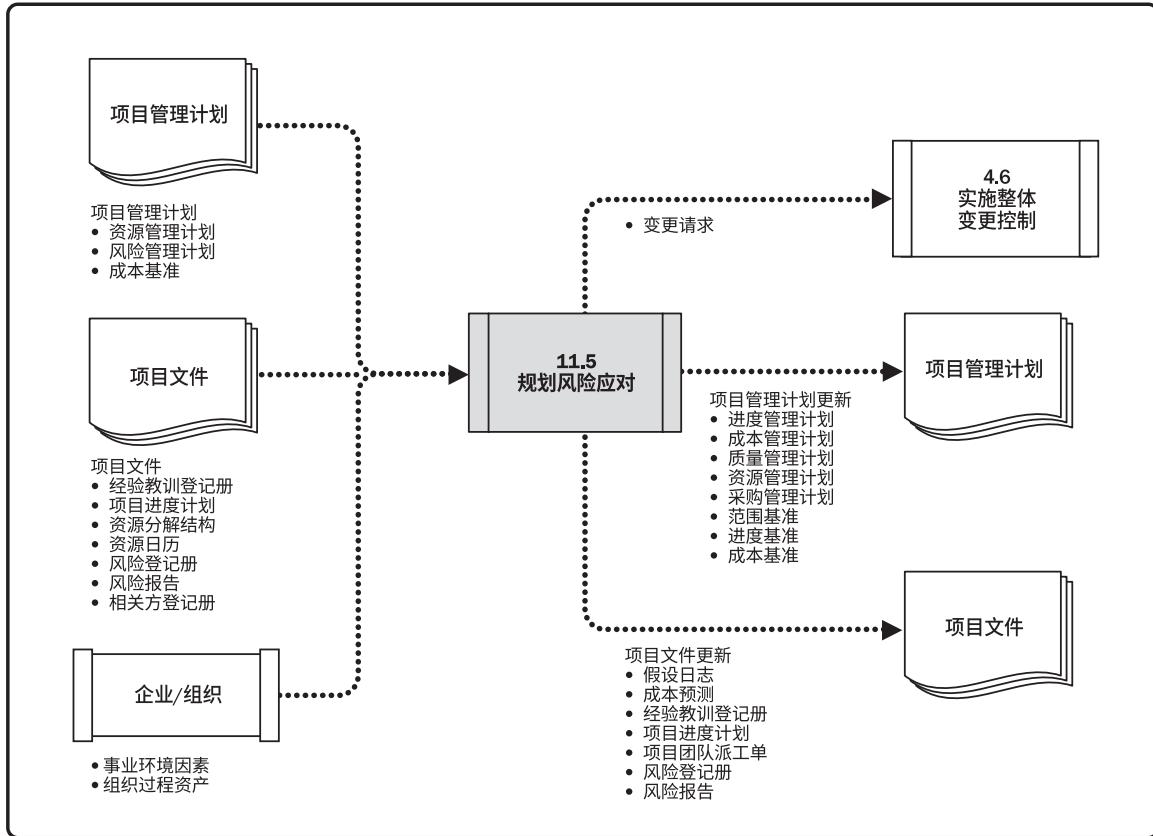 项目管理计划
项目管理计划
• 资源管理计划
• 风险管理计划
• 成本基准
项目文件
项目文件
• 经验教训登记册
• 项目进度计划
• 资源分解结构
• 资源日历
• 风险登记册
• 风险报告
• 相关方登记册
企业/组织
• 事业环境因素
• 组织过程资产
11.5
规划风险应对
• 变更请求
4.6
实施整体
变更控制
项目管理计划
项目管理计划更新
• 进度管理计划
• 成本管理计划
• 质量管理计划
• 资源管理计划
• 采购管理计划
• 范围基准
• 进度基准
• 成本基准
项目文件
项目文件更新
• 假设日志
• 成本预测
• 经验教训登记册
• 项目进度计划
• 项目团队派工单
• 风险登记册
• 风险报告